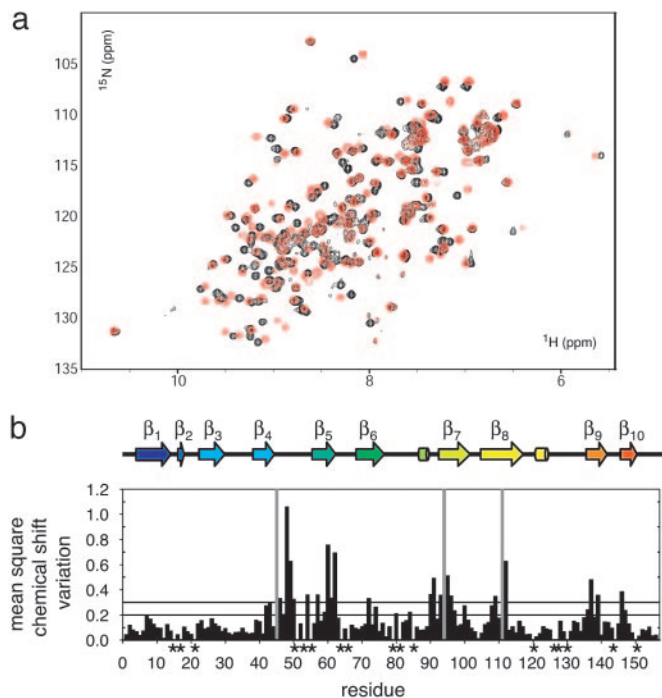 a
¹⁵N (ppm)
105
110
115
120
125
130
135
¹H (ppm)
10 8 6
b
β₁ β₂ β₃ β₄ β₅ β₆ β₇ β₈ β₉ β₁₀
mean square
chemical shift
variation
1.2
1.0
0.8
0.6
0.4
0.2
0.0
** * *** ** *** * * *** * *
0 10 20 30 40 50 60 70 80 90 100 110 120 130 140 150
residue